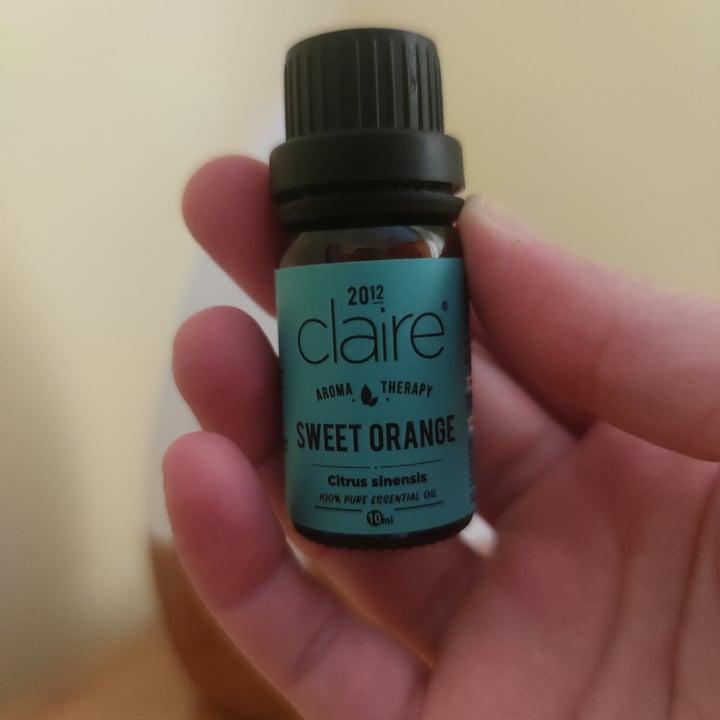 2012
claire®
AROMA THERAPY
SWEET ORANGE
Citrus sinensis
100% PURE ESSENTIAL OIL
10ml